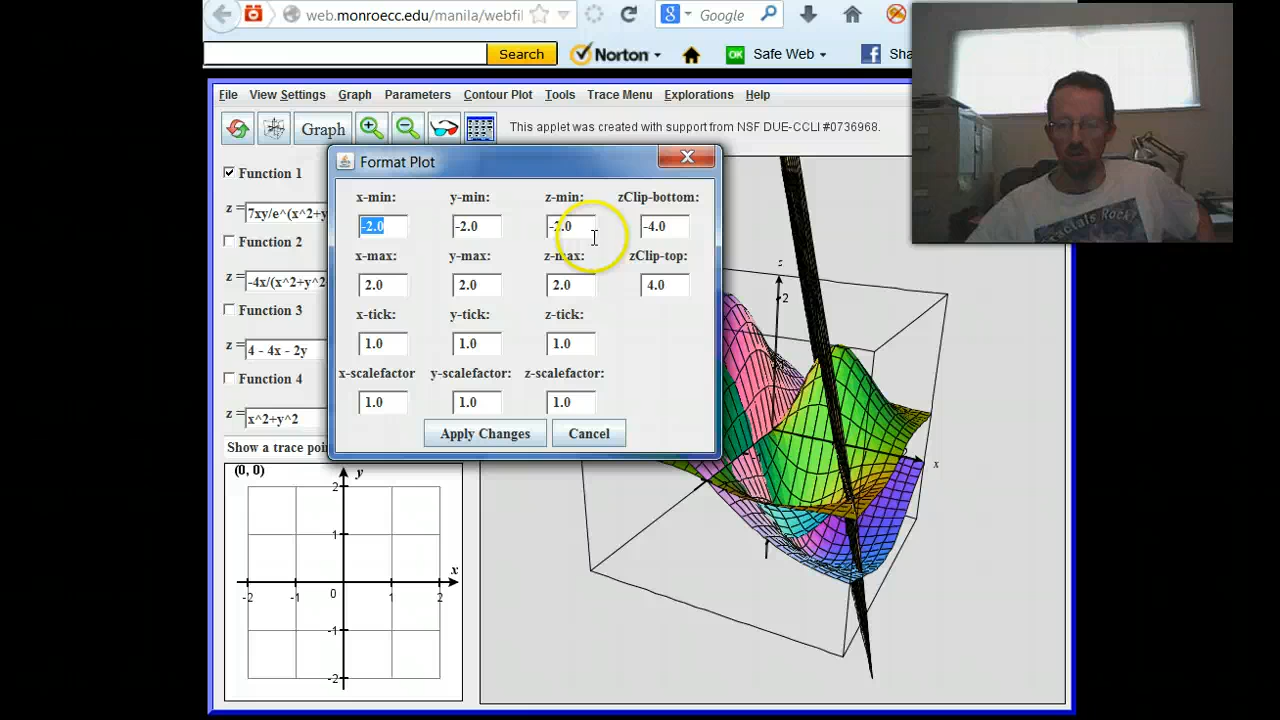 web.monroecc.edu/manila/webfil
Google
Search
Norton
Safe Web
Sha
File View Settings Graph Parameters Contour Plot Tools Trace Menu Explorations Help
Graph
This applet was created with support from NSF DUE-CCLI #0736968.
Format Plot
x-min: y-min: z-min: zClip-bottom:
-2.0 -2.0 -2.0 -4.0
x-max: y-max: z-max: zClip-top:
2.0 2.0 2.0 4.0
x-tick: y-tick: z-tick:
1.0 1.0 1.0
x-scalefactor y-scalefactor: z-scalefactor:
1.0 1.0 1.0
Apply Changes Cancel
Function 1
z = 7xy/e^(x^2+y
Function 2
z = -4x/(x^2+y^2
Function 3
z = 4 - 4x - 2y
Function 4
z = x^2+y^2
Show a trace poi
(0, 0)
y
2
1
x
-2 -1 0 1 2
-1
-2
z
2
x